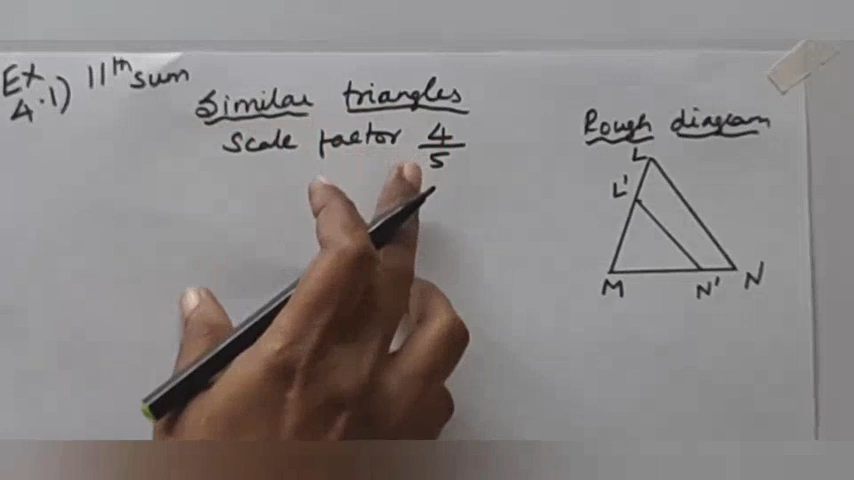 Ex 4.1) 11th sum
Similar triangles
Scale factor 4/5
Rough diagram
L
L'
M
N'
N